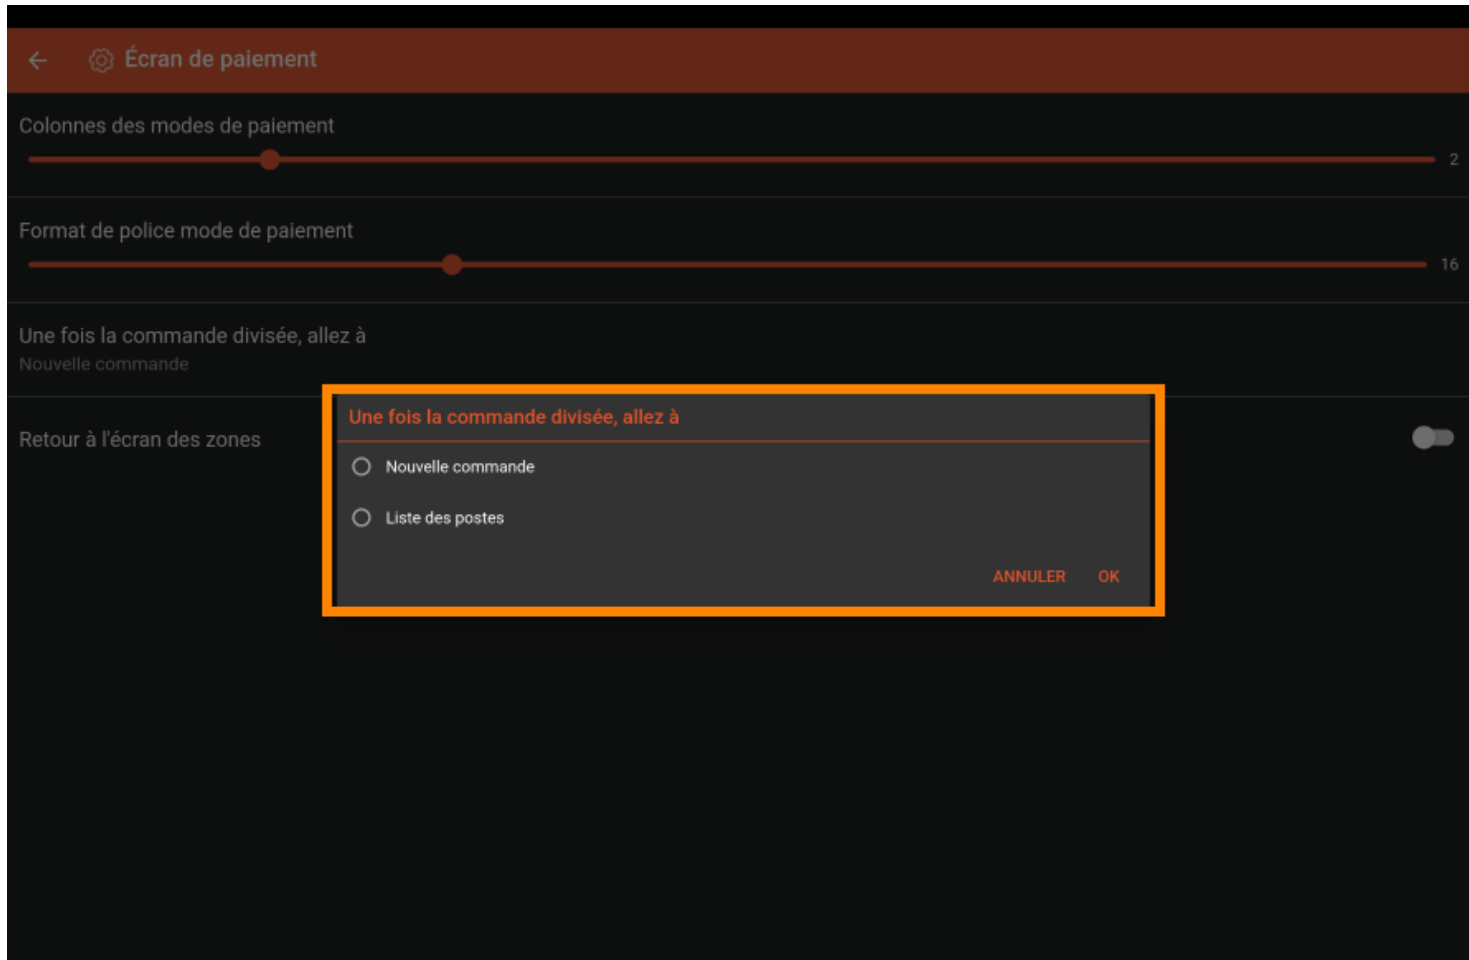 Écran de paiement
Colonnes des modes de paiement
2
Format de police mode de paiement
16
Une fois la commande divisée, allez à
Nouvelle commande
Retour à l'écran des zones
Une fois la commande divisée, allez à
Nouvelle commande
Liste des postes
ANNULER OK